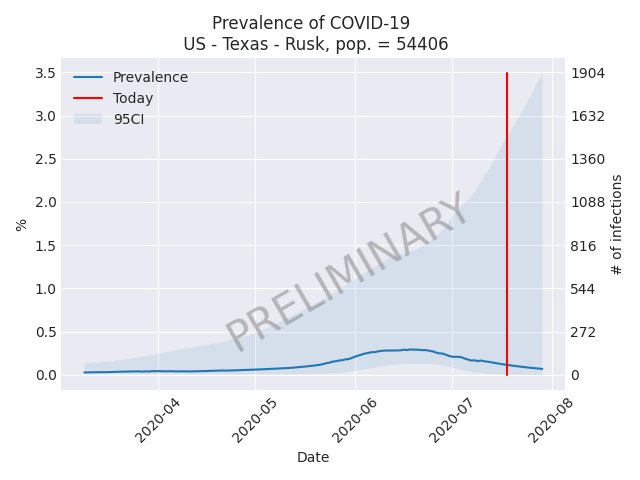 Prevalence of COVID-19
US - Texas - Rusk, pop. = 54406
Prevalence
Today
95CI
3.5
3.0
2.5
2.0
1.5
1.0
0.5
0.0
%
1904
1632
1360
1088
816
544
272
0
# of infections
PRELIMINARY
2020-04
2020-05
2020-06
2020-07
2020-08
Date